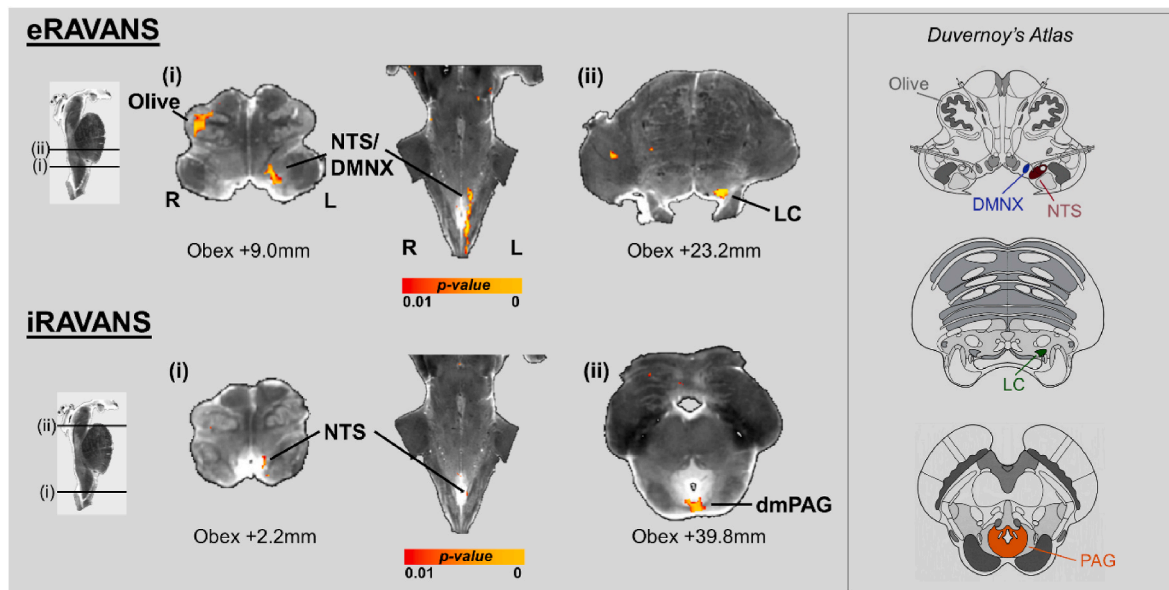 eRAVANS
Duvernoy's Atlas
(i)
(ii)
Olive
Olive
NTS/
DMNX
(ii)
(i)
R
L
DMNX
NTS
LC
Obex +9.0mm
R
L
Obex +23.2mm
p-value
0.01
0
iRAVANS
(i)
(ii)
LC
(ii)
NTS
(i)
dmPAG
Obex +2.2mm
Obex +39.8mm
p-value
0.01
0
PAG